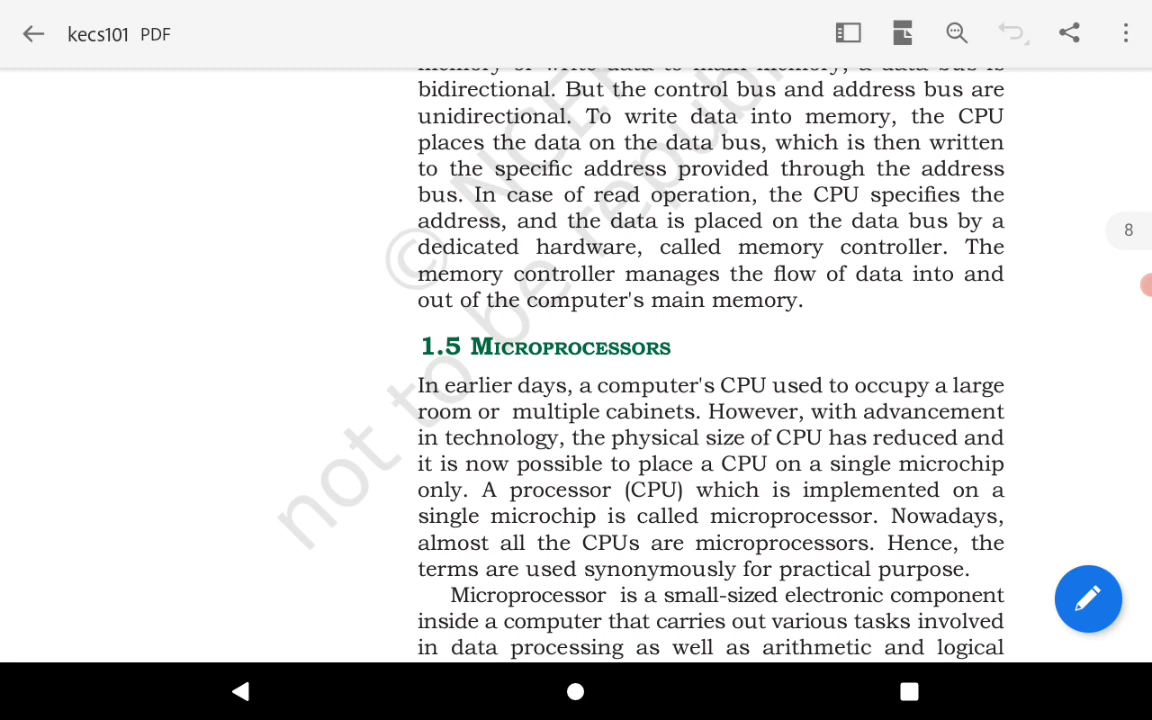 kecs101 PDF
bidirectional. But the control bus and address bus are
unidirectional. To write data into memory, the CPU
places the data on the data bus, which is then written
to the specific address provided through the address
bus. In case of read operation, the CPU specifies the
address, and the data is placed on the data bus by a
dedicated hardware, called memory controller. The
memory controller manages the flow of data into and
out of the computer's main memory.
8
1.5 MICROPROCESSORS
In earlier days, a computer's CPU used to occupy a large
room or multiple cabinets. However, with advancement
in technology, the physical size of CPU has reduced and
it is now possible to place a CPU on a single microchip
only. A processor (CPU) which is implemented on a
single microchip is called microprocessor. Nowadays,
almost all the CPUs are microprocessors. Hence, the
terms are used synonymously for practical purpose.
Microprocessor is a small-sized electronic component
inside a computer that carries out various tasks involved
in data processing as well as arithmetic and logical
© NCE
not to be republ